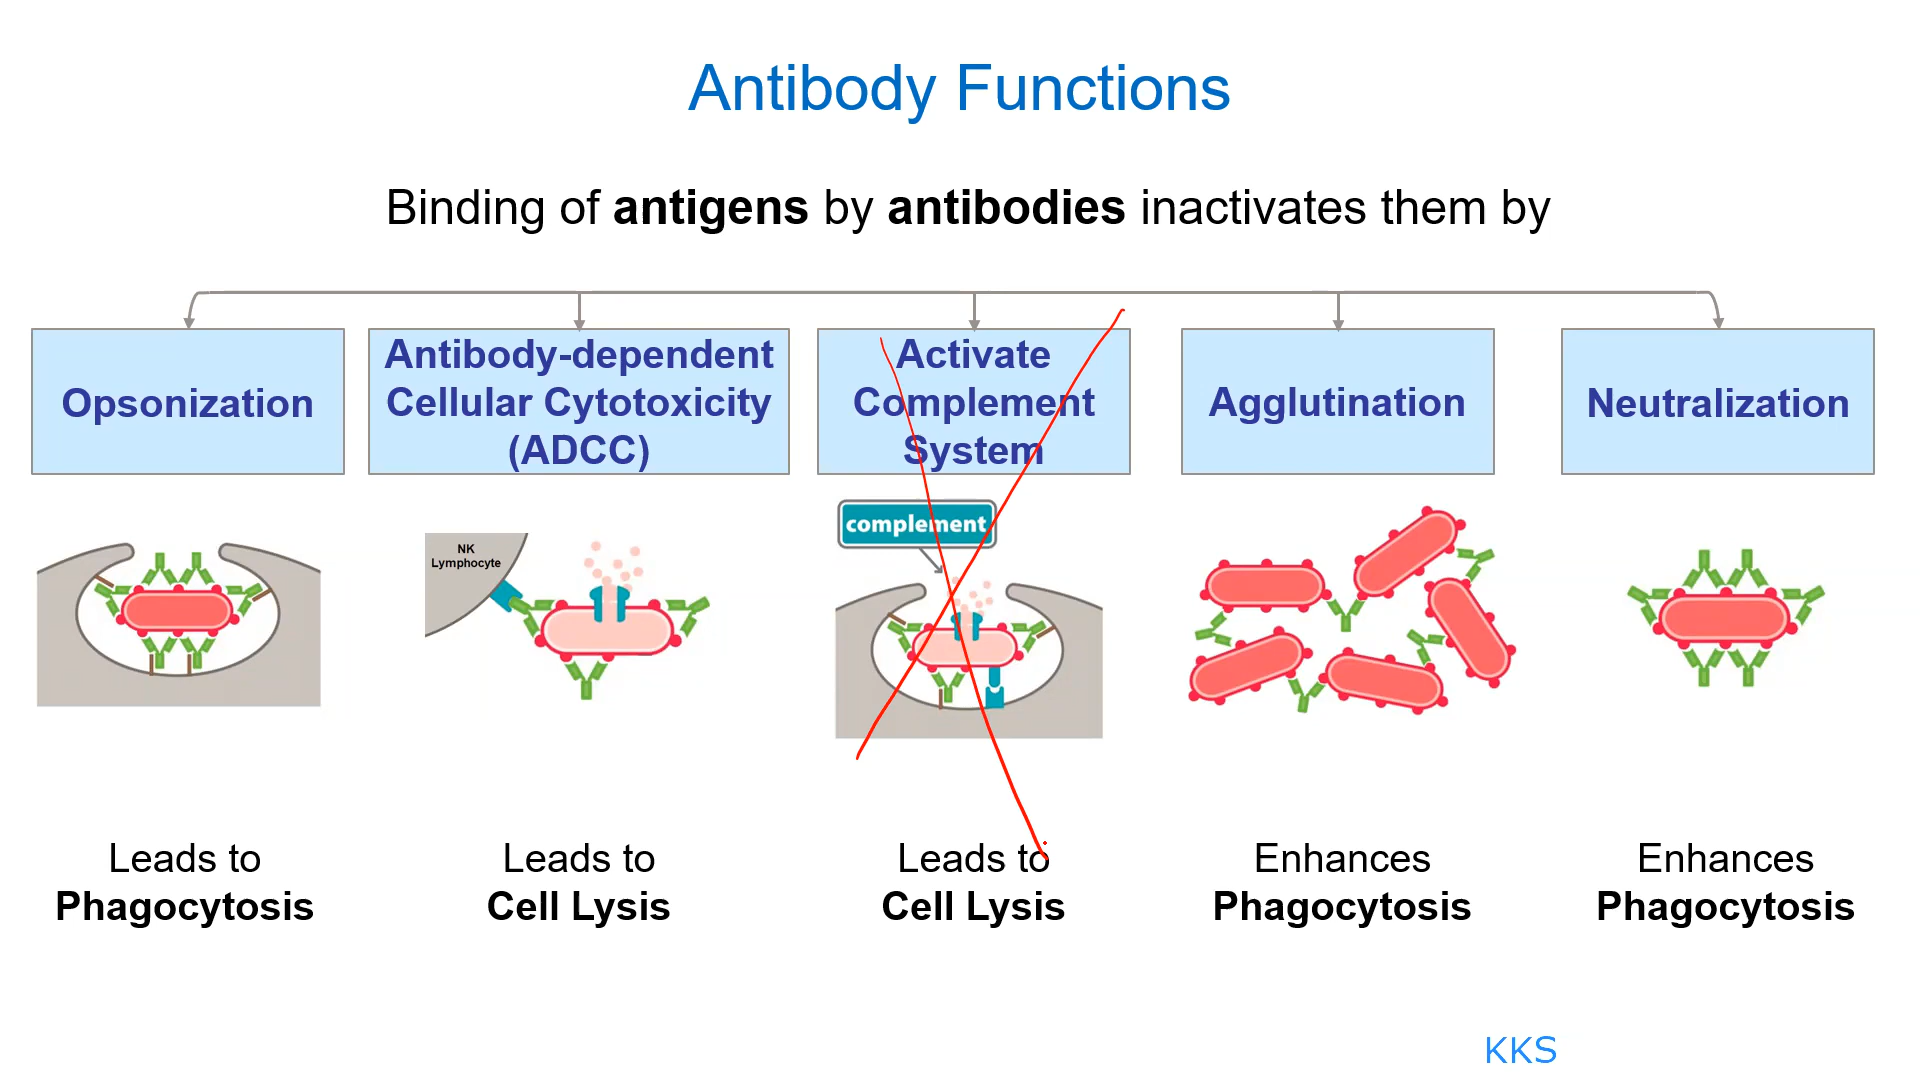 Antibody Functions
Binding of antigens by antibodies inactivates them by
Opsonization
Antibody-dependent
Cellular Cytotoxicity
(ADCC)
Activate
Complement
System
Agglutination
Neutralization
NK
Lymphocyte
complement
Leads to
Phagocytosis
Leads to
Cell Lysis
Leads to
Cell Lysis
Enhances
Phagocytosis
Enhances
Phagocytosis
KKS